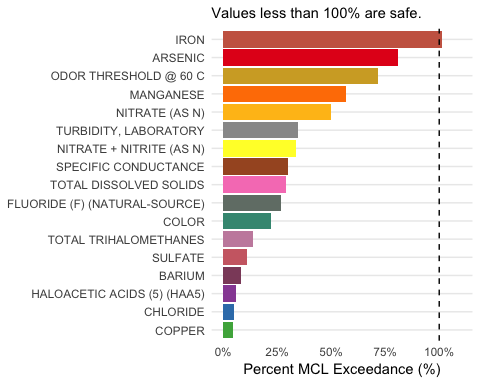 Values less than 100% are safe.
IRON
ARSENIC
ODOR THRESHOLD @ 60 C
MANGANESE
NITRATE (AS N)
TURBIDITY, LABORATORY
NITRATE + NITRITE (AS N)
SPECIFIC CONDUCTANCE
TOTAL DISSOLVED SOLIDS
FLUORIDE (F) (NATURAL-SOURCE)
COLOR
TOTAL TRIHALOMETHANES
SULFATE
BARIUM
HALOACETIC ACIDS (5) (HAA5)
CHLORIDE
COPPER
0% 25% 50% 75% 100%
Percent MCL Exceedance (%)